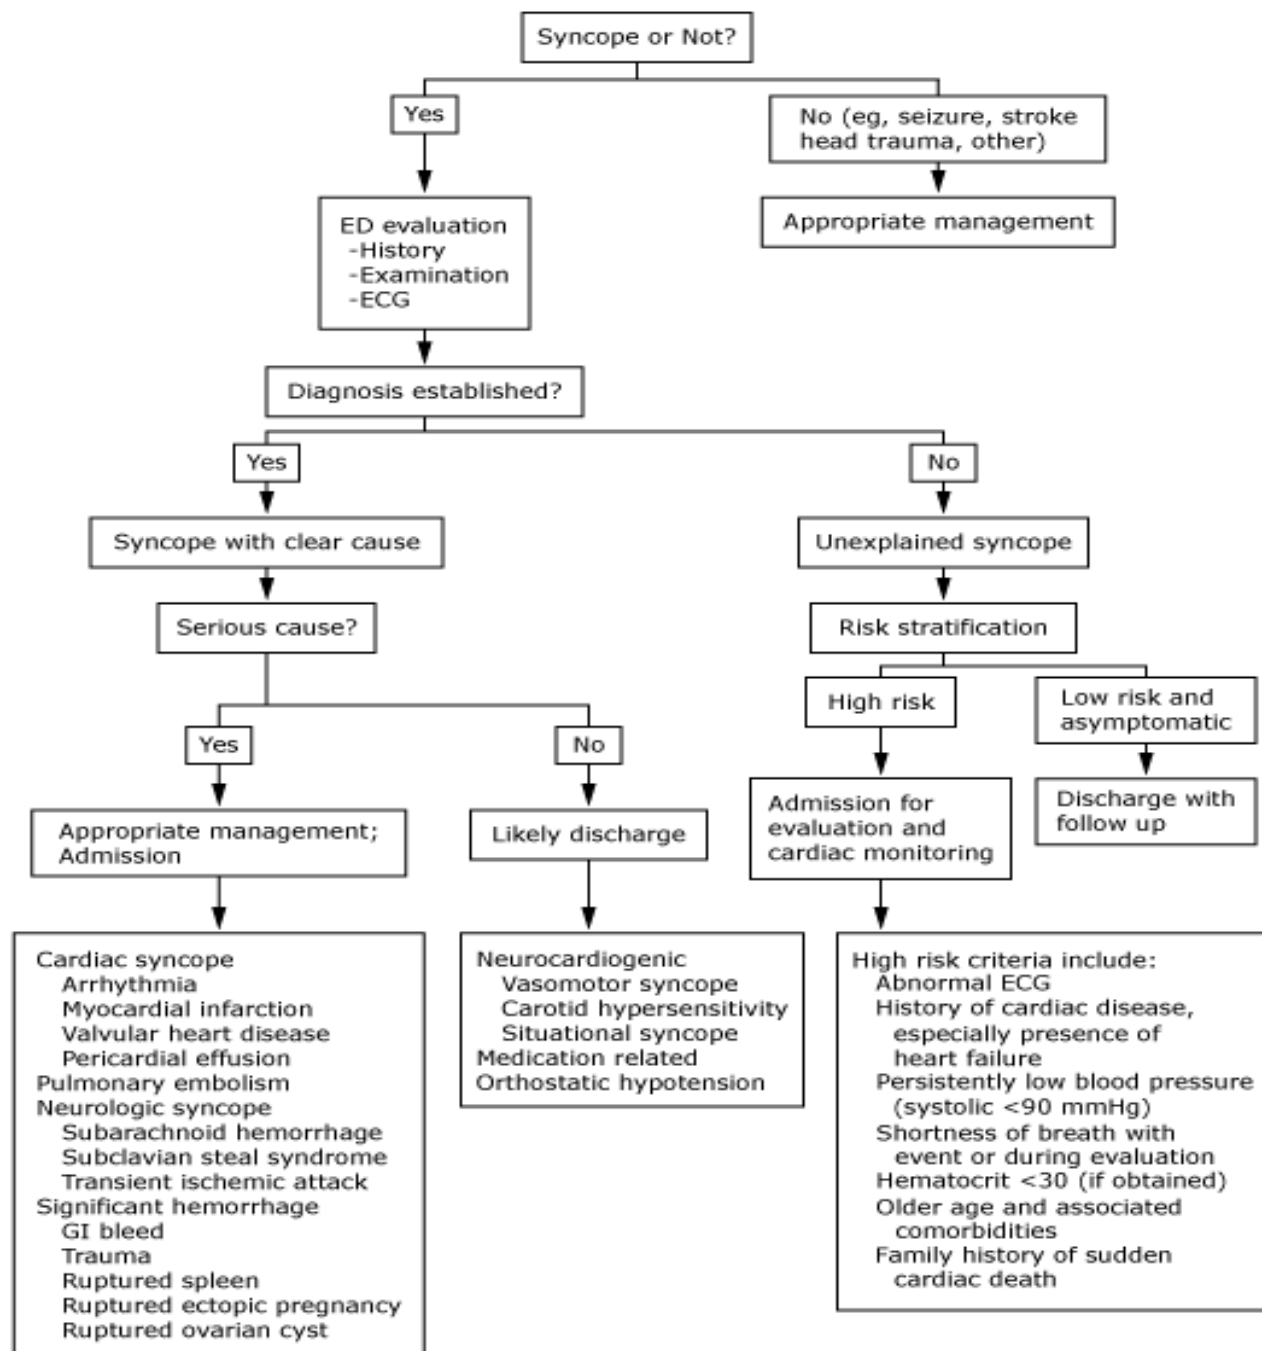 Syncope or Not?
Yes
No (eg, seizure, stroke
head trauma, other)
ED evaluation
-History
-Examination
-ECG
Appropriate management
Diagnosis established?
Yes
No
Syncope with clear cause
Unexplained syncope
Serious cause?
Risk stratification
High risk
Low risk and
asymptomatic
Yes
No
Appropriate management;
Admission
Likely discharge
Admission for
evaluation and
cardiac monitoring
Discharge with
follow up
Cardiac syncope
Arrhythmia
Myocardial infarction
Valvular heart disease
Pericardial effusion
Pulmonary embolism
Neurologic syncope
Subarachnoid hemorrhage
Subclavian steal syndrome
Transient ischemic attack
Significant hemorrhage
GI bleed
Trauma
Ruptured spleen
Ruptured ectopic pregnancy
Ruptured ovarian cyst
Neurocardiogenic
Vasomotor syncope
Carotid hypersensitivity
Situational syncope
Medication related
Orthostatic hypotension
High risk criteria include:
Abnormal ECG
History of cardiac disease,
especially presence of
heart failure
Persistently low blood pressure
(systolic <90 mmHg)
Shortness of breath with
event or during evaluation
Hematocrit <30 (if obtained)
Older age and associated
comorbidities
Family history of sudden
cardiac death